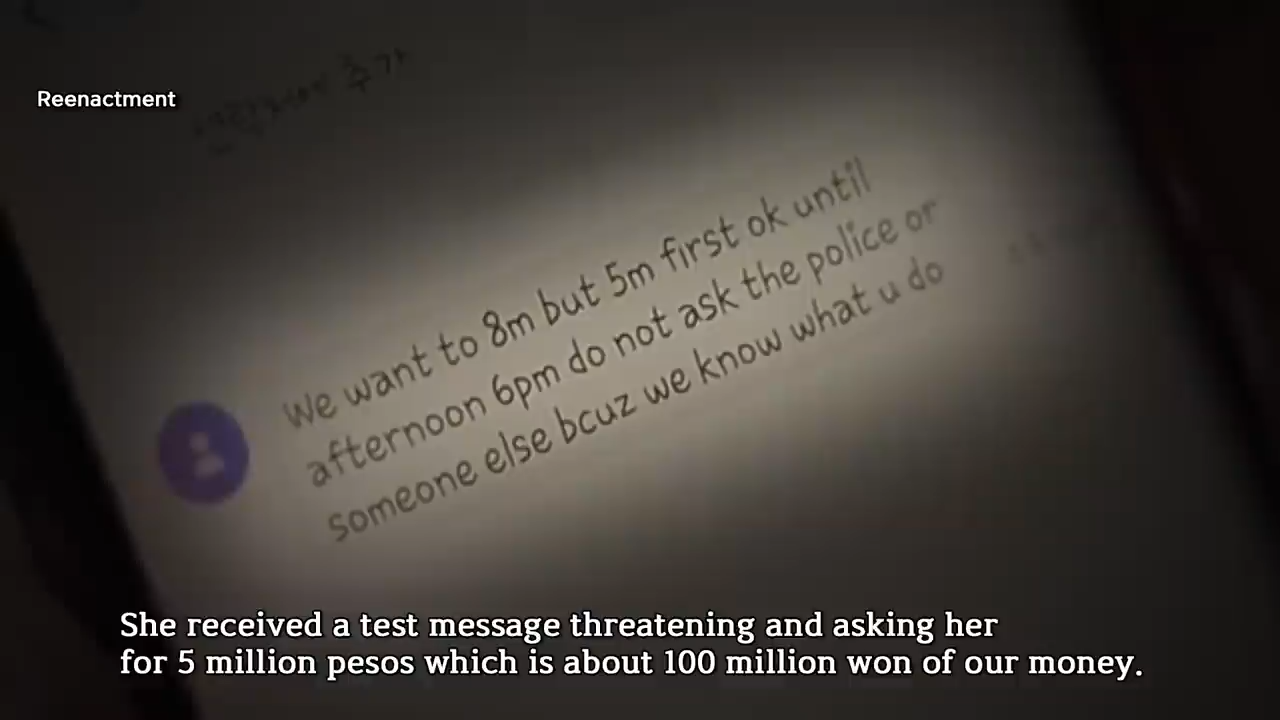 Reenactment
추가
We want to 8m but 5m first ok until
afternoon 6pm do not ask the police or
someone else bcuz we know what u do
She received a test message threatening and asking her
for 5 million pesos which is about 100 million won of our money.